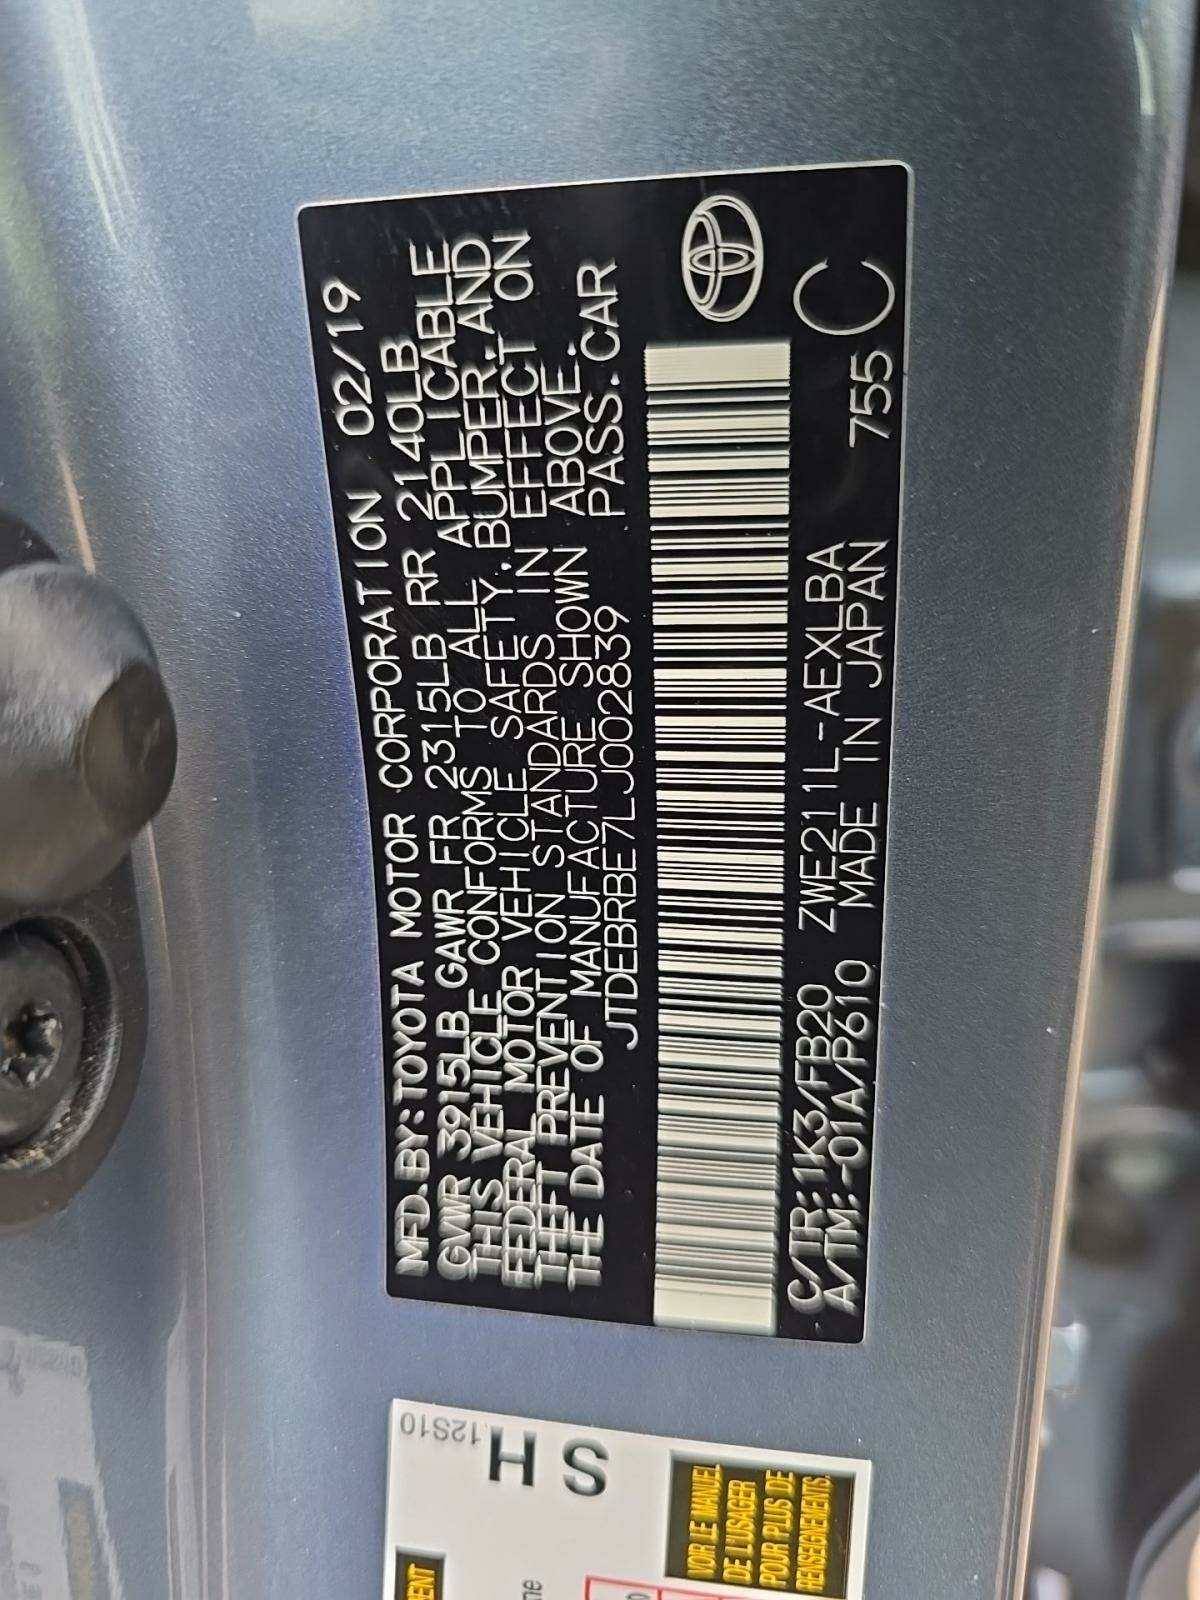 MFD.BY:TOYOTA MOTOR CORPORATION 02/19
GVWR 3915LB GAWR FR 2315LB RR 2140LB
THIS VEHICLE CONFORMS TO ALL APPLICABLE
FEDERAL MOTOR VEHICLE SAFETY,BUMPER,AND
THEFT PREVENTION STANDARDS IN EFFECT ON
THE DATE OF MANUFACTURE SHOWN ABOVE.
JTDEBRBE7LJ002839 PASS.CAR
C/TR:1K3/FB20 ZWE211L-AEXLBA 755
A/TM:-01A/P610 MADE IN JAPAN C
12S10
SH
VOIR LE MANUEL
DE L'USAGER
POUR PLUS DE
RENSEIGNEMENTS.